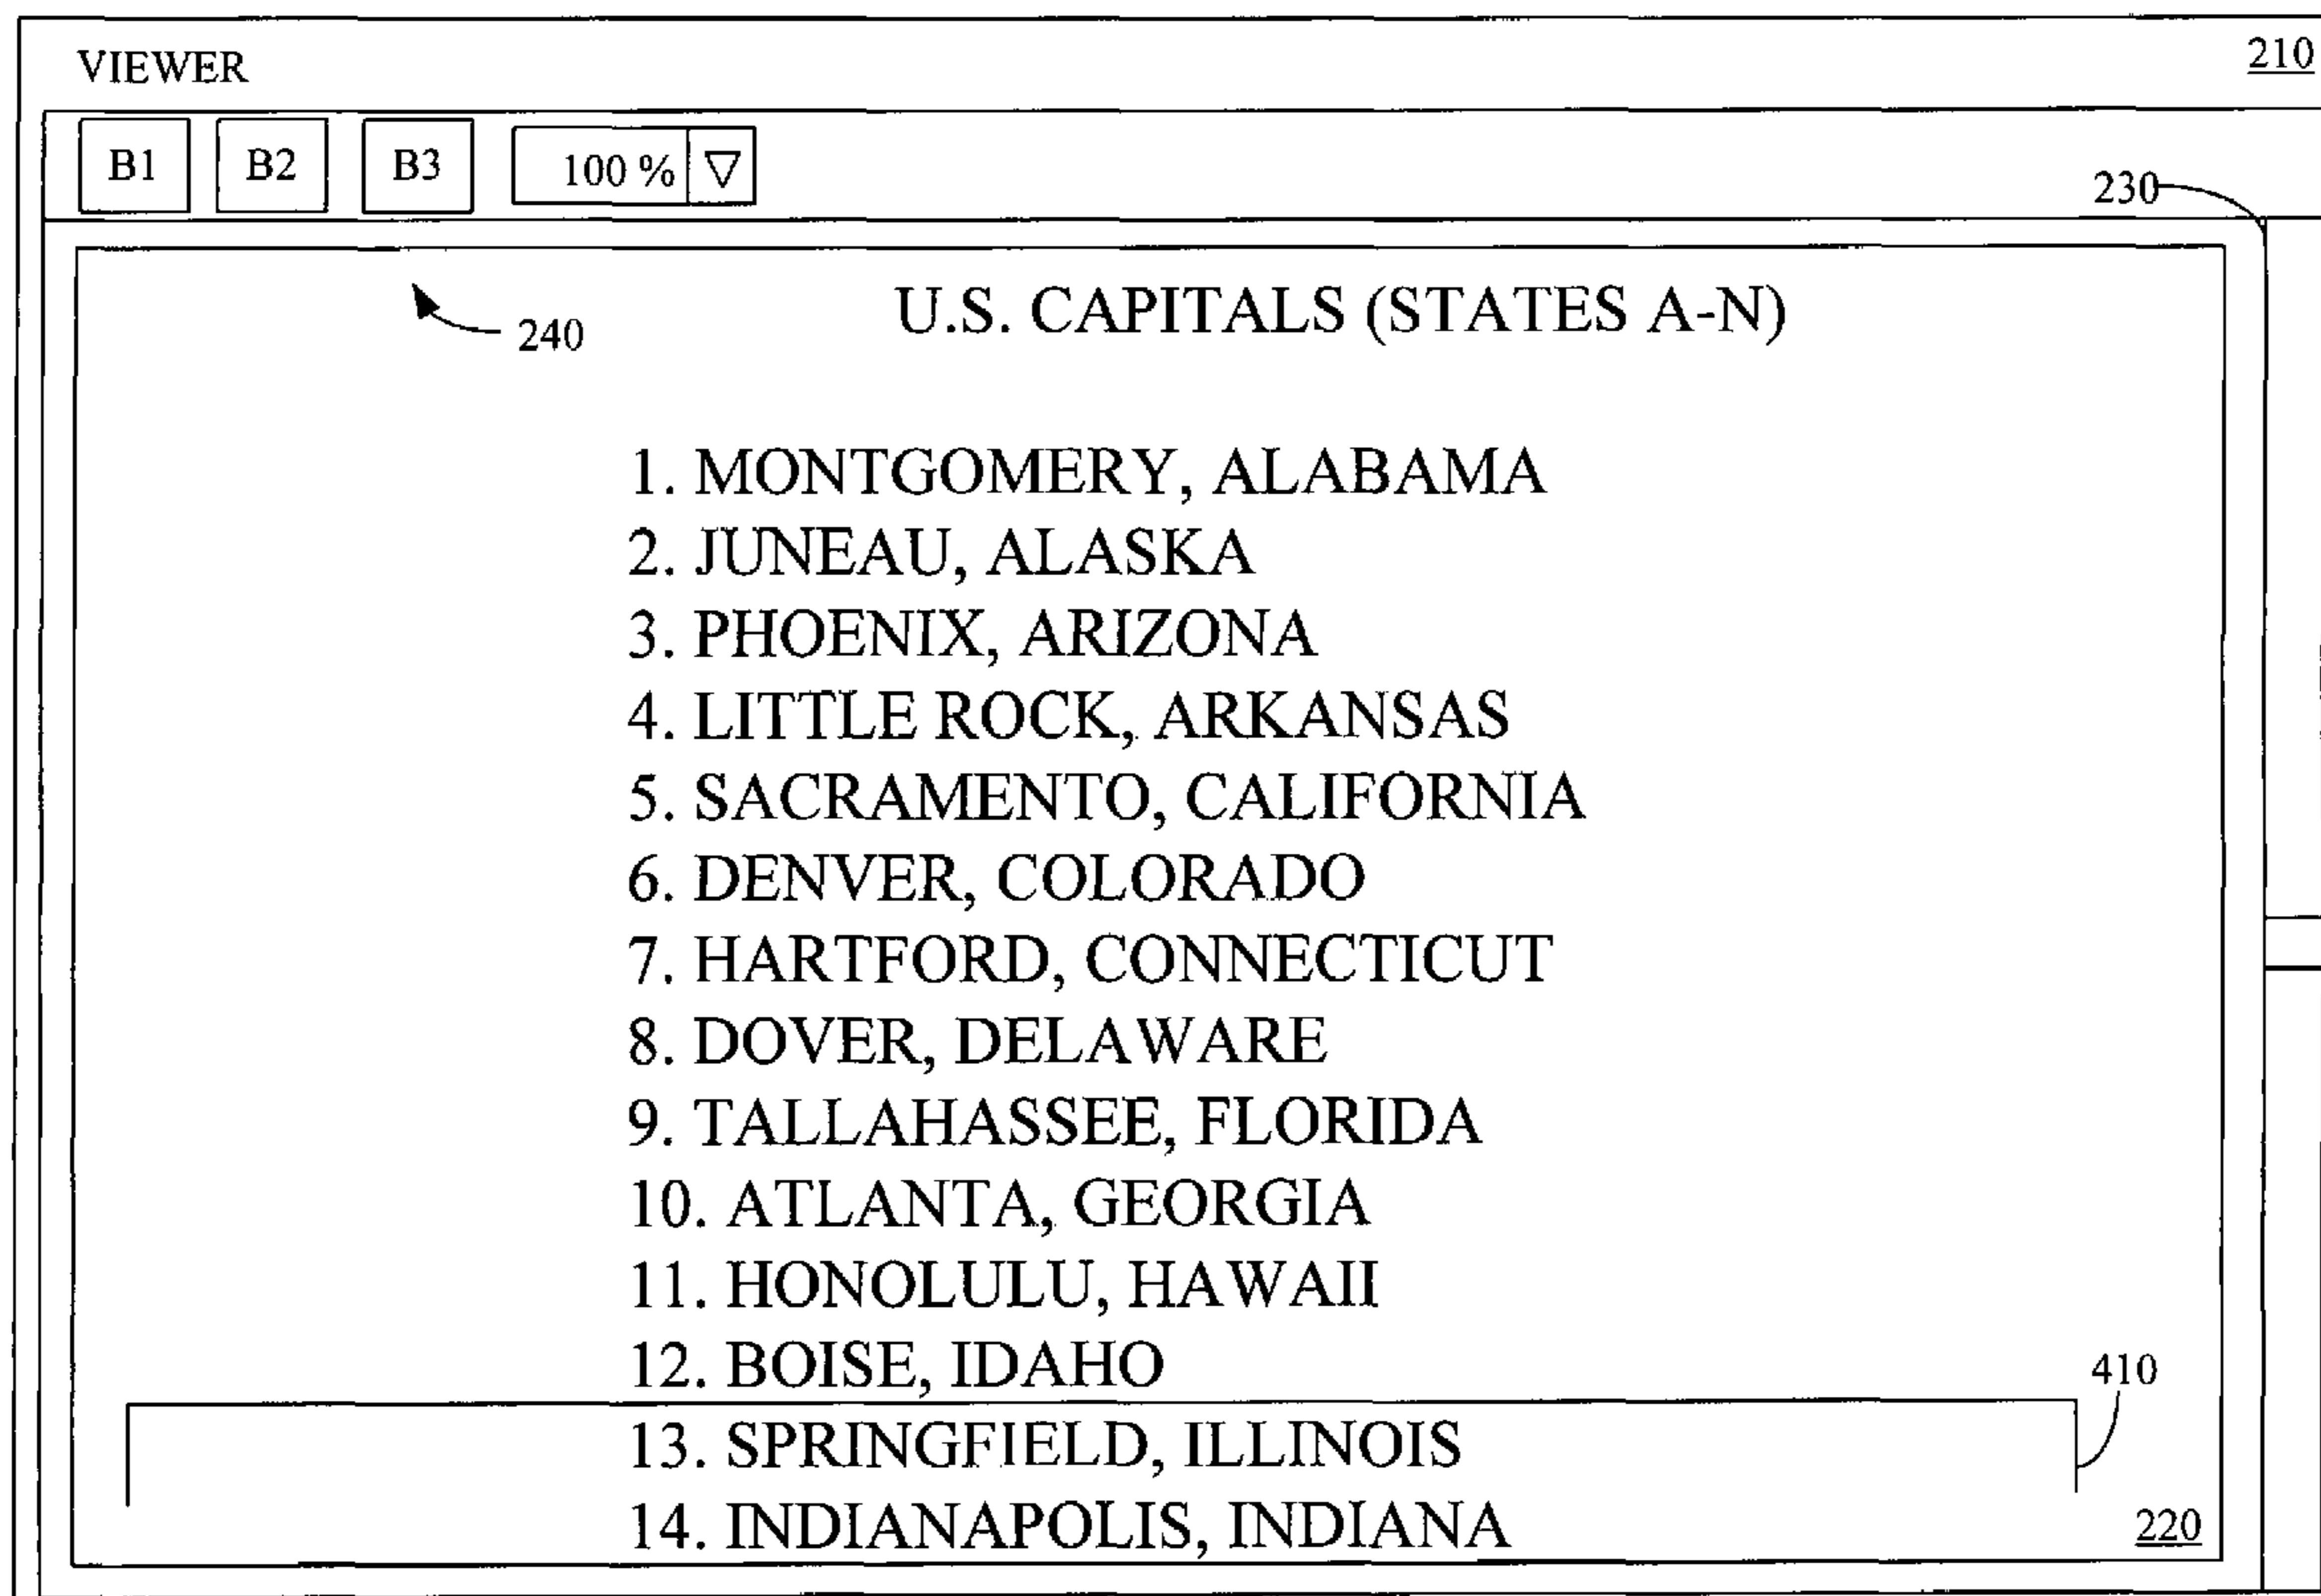 VIEWER 210
B1 B2 B3 100 %
230
U.S. CAPITALS (STATES A-N)
240
1. MONTGOMERY, ALABAMA
2. JUNEAU, ALASKA
3. PHOENIX, ARIZONA
4. LITTLE ROCK, ARKANSAS
5. SACRAMENTO, CALIFORNIA
6. DENVER, COLORADO
7. HARTFORD, CONNECTICUT
8. DOVER, DELAWARE
9. TALLAHASSEE, FLORIDA
10. ATLANTA, GEORGIA
11. HONOLULU, HAWAII
12. BOISE, IDAHO
410
13. SPRINGFIELD, ILLINOIS
14. INDIANAPOLIS, INDIANA
220